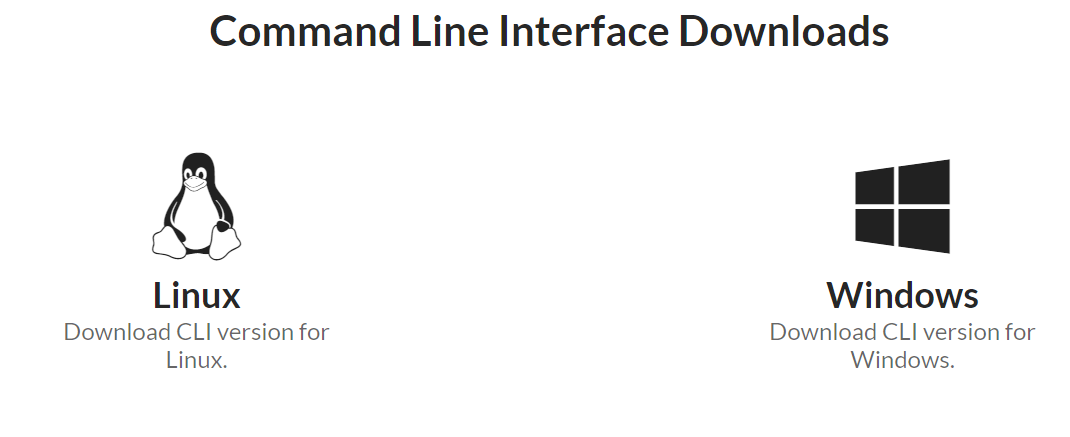 Command Line Interface Downloads
Linux
Download CLI version for
Linux.
Windows
Download CLI version for
Windows.